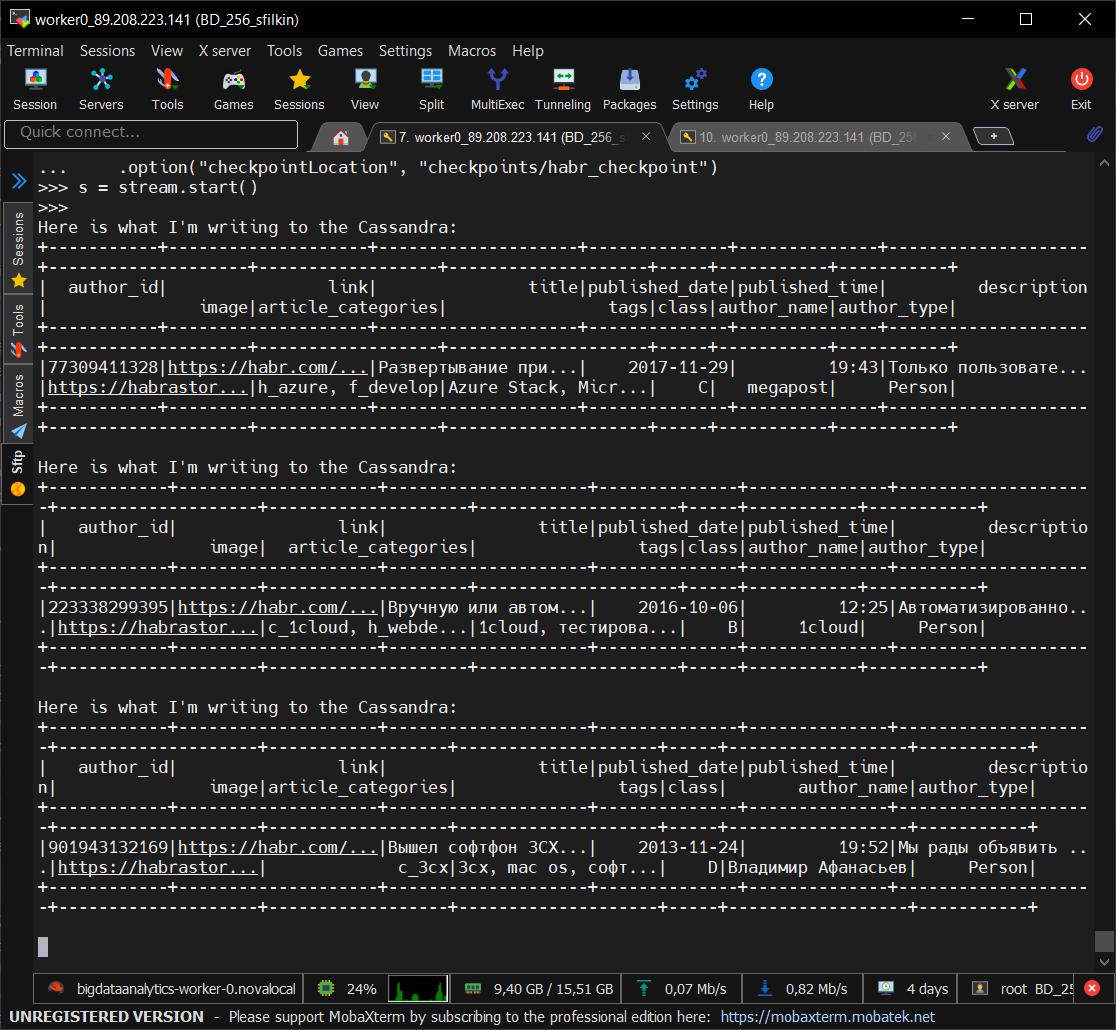 worker0_89.208.223.141 (BD_256_sfilkin)
Terminal Sessions View X server Tools Games Settings Macros Help
Session Servers Tools Games Sessions View Split MultiExec Tunneling Packages Settings Help X server Exit
Quick connect...
7. worker0_89.208.223.141 (BD_256_s
10. worker0_89.208.223.141 (BD_256_
Sessions
Tools
Macros
Sftp
...     .option("checkpointLocation", "checkpoints/habr_checkpoint")
>>> s = stream.start()
>>>
Here is what I'm writing to the Cassandra:
+-----------+--------------------+--------------------+--------------+--------------+--------------------
+--------------------+------------------+--------------------+-----+-----------+-----------+
|  author_id|                link|               title|published_date|published_time|         description
|               image|article_categories|                tags|class|author_name|author_type|
+-----------+--------------------+--------------------+--------------+--------------+--------------------
+--------------------+------------------+--------------------+-----+-----------+-----------+
|77309411328|https://habr.com/...|Развертывание при...|    2017-11-29|         19:43|Только пользовате...
|https://habrastor...|h_azure, f_develop|Azure Stack, Micr...|    C|   megapost|     Person|
+-----------+--------------------+--------------------+--------------+--------------+--------------------
+--------------------+------------------+--------------------+-----+-----------+-----------+
Here is what I'm writing to the Cassandra:
+------------+--------------------+--------------------+--------------+--------------+-------------------
-+--------------------+--------------------+--------------------+-----+-----------+-----------+
|   author_id|                link|               title|published_date|published_time|         descriptio
n|               image|  article_categories|                tags|class|author_name|author_type|
+------------+--------------------+--------------------+--------------+--------------+-------------------
-+--------------------+--------------------+--------------------+-----+-----------+-----------+
|223338299395|https://habr.com/...|Вручную или автом...|    2016-10-06|         12:25|Автоматизированно..
.|https://habrastor...|c_1cloud, h_webde...|1cloud, тестирова...|    B|     1cloud|     Person|
+------------+--------------------+--------------------+--------------+--------------+-------------------
-+--------------------+--------------------+--------------------+-----+-----------+-----------+
Here is what I'm writing to the Cassandra:
+------------+--------------------+--------------------+--------------+--------------+-------------------
-+--------------------+------------------+--------------------+-----+------------------+-----------+
|   author_id|                link|               title|published_date|published_time|         descriptio
n|               image|article_categories|                tags|class|       author_name|author_type|
+------------+--------------------+--------------------+--------------+--------------+-------------------
-+--------------------+------------------+--------------------+-----+------------------+-----------+
|901943132169|https://habr.com/...|Вышел софтфон 3CX...|    2013-11-24|         19:52|Мы рады объявить ..
.|https://habrastor...|             c_3cx|3cx, mac os, софт...|    D|Владимир Афанасьев|     Person|
+------------+--------------------+--------------------+--------------+--------------+-------------------
-+--------------------+------------------+--------------------+-----+------------------+-----------+
bigdataanalytics-worker-0.novalocal 24% 9,40 GB / 15,51 GB 0,07 Mb/s 0,82 Mb/s 4 days root BD_25
UNREGISTERED VERSION - Please support MobaXterm by subscribing to the professional edition here: https://mobaxterm.mobatek.net